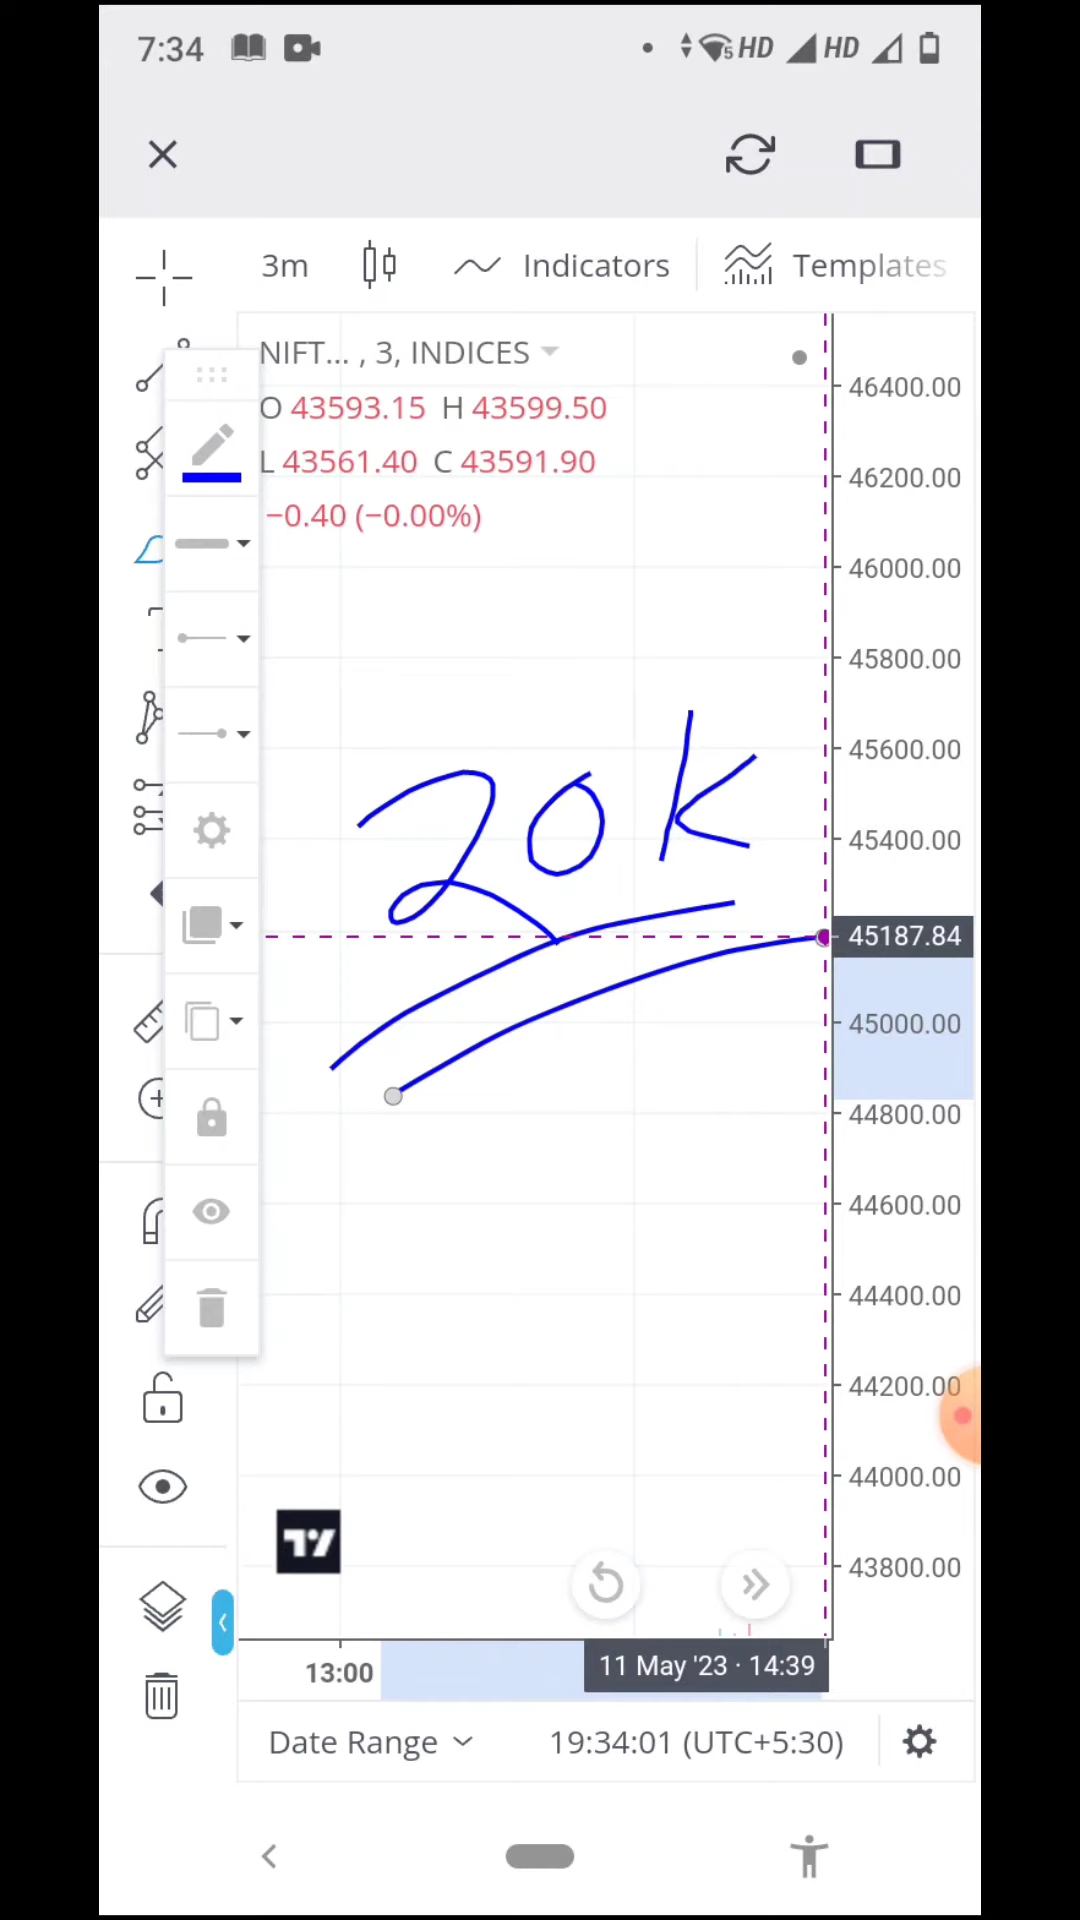 7:34 5 HD HD
3m Indicators Templates
NIFT... , 3, INDICES
O 43593.15 H 43599.50
L 43561.40 C 43591.90
−0.40 (−0.00%)
46400.00
46200.00
46000.00
45800.00
45600.00
45400.00
20K
45187.84
45000.00
44800.00
44600.00
44400.00
44200.00
44000.00
43800.00
13:00 11 May '23 · 14:39
Date Range 19:34:01 (UTC+5:30)